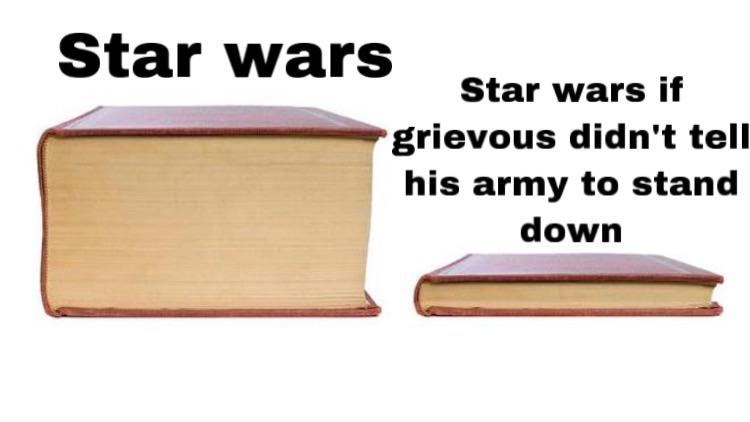 Star wars
Star wars if
grievous didn't tell
his army to stand
down